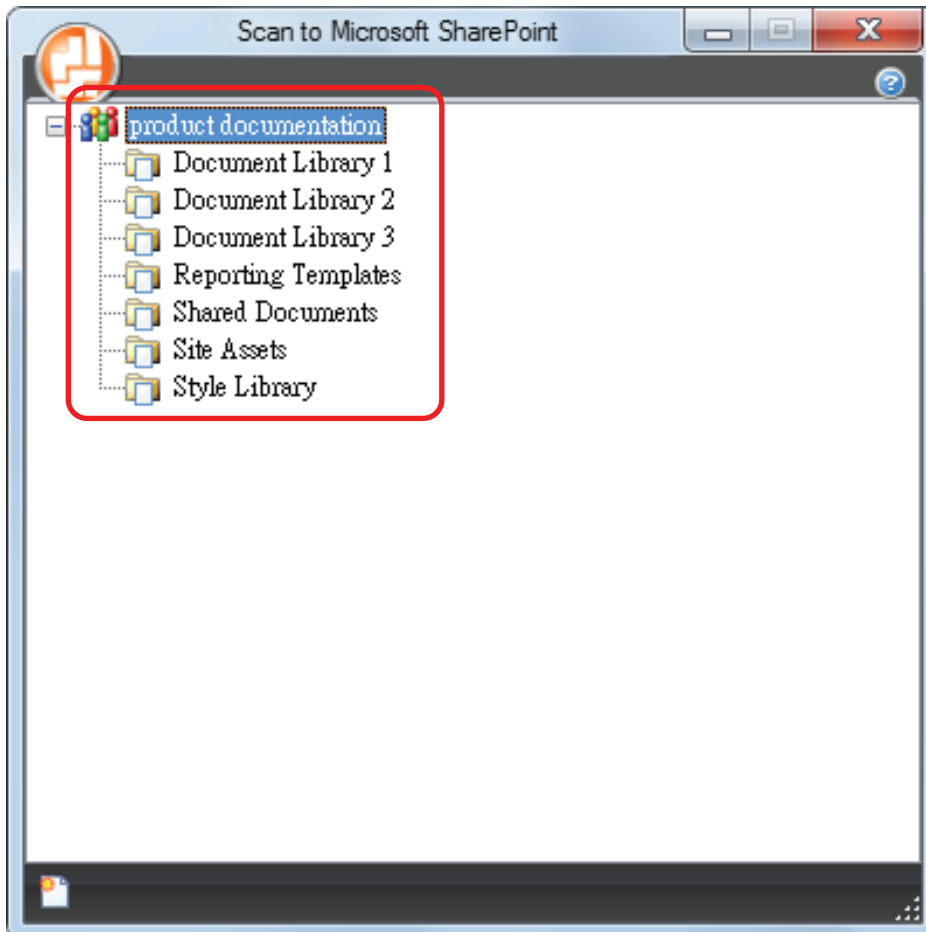 Scan to Microsoft SharePoint
product documentation
Document Library 1
Document Library 2
Document Library 3
Reporting Templates
Shared Documents
Site Assets
Style Library